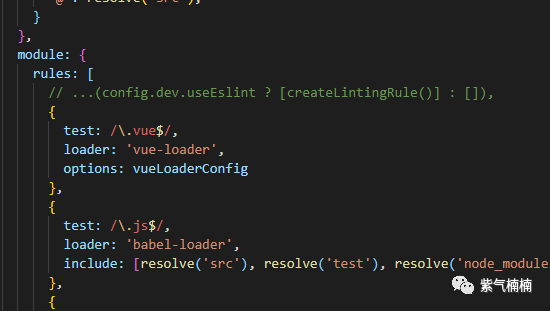 '@': resolve('src'),
}
},
module: {
rules: [
// ...(config.dev.useEslint ? [createLintingRule()] : []),
{
test: /\.vue$/,
loader: 'vue-loader',
options: vueLoaderConfig
},
{
test: /\.js$/,
loader: 'babel-loader',
include: [resolve('src'), resolve('test'), resolve('node_module
},
{
紫气楠楠